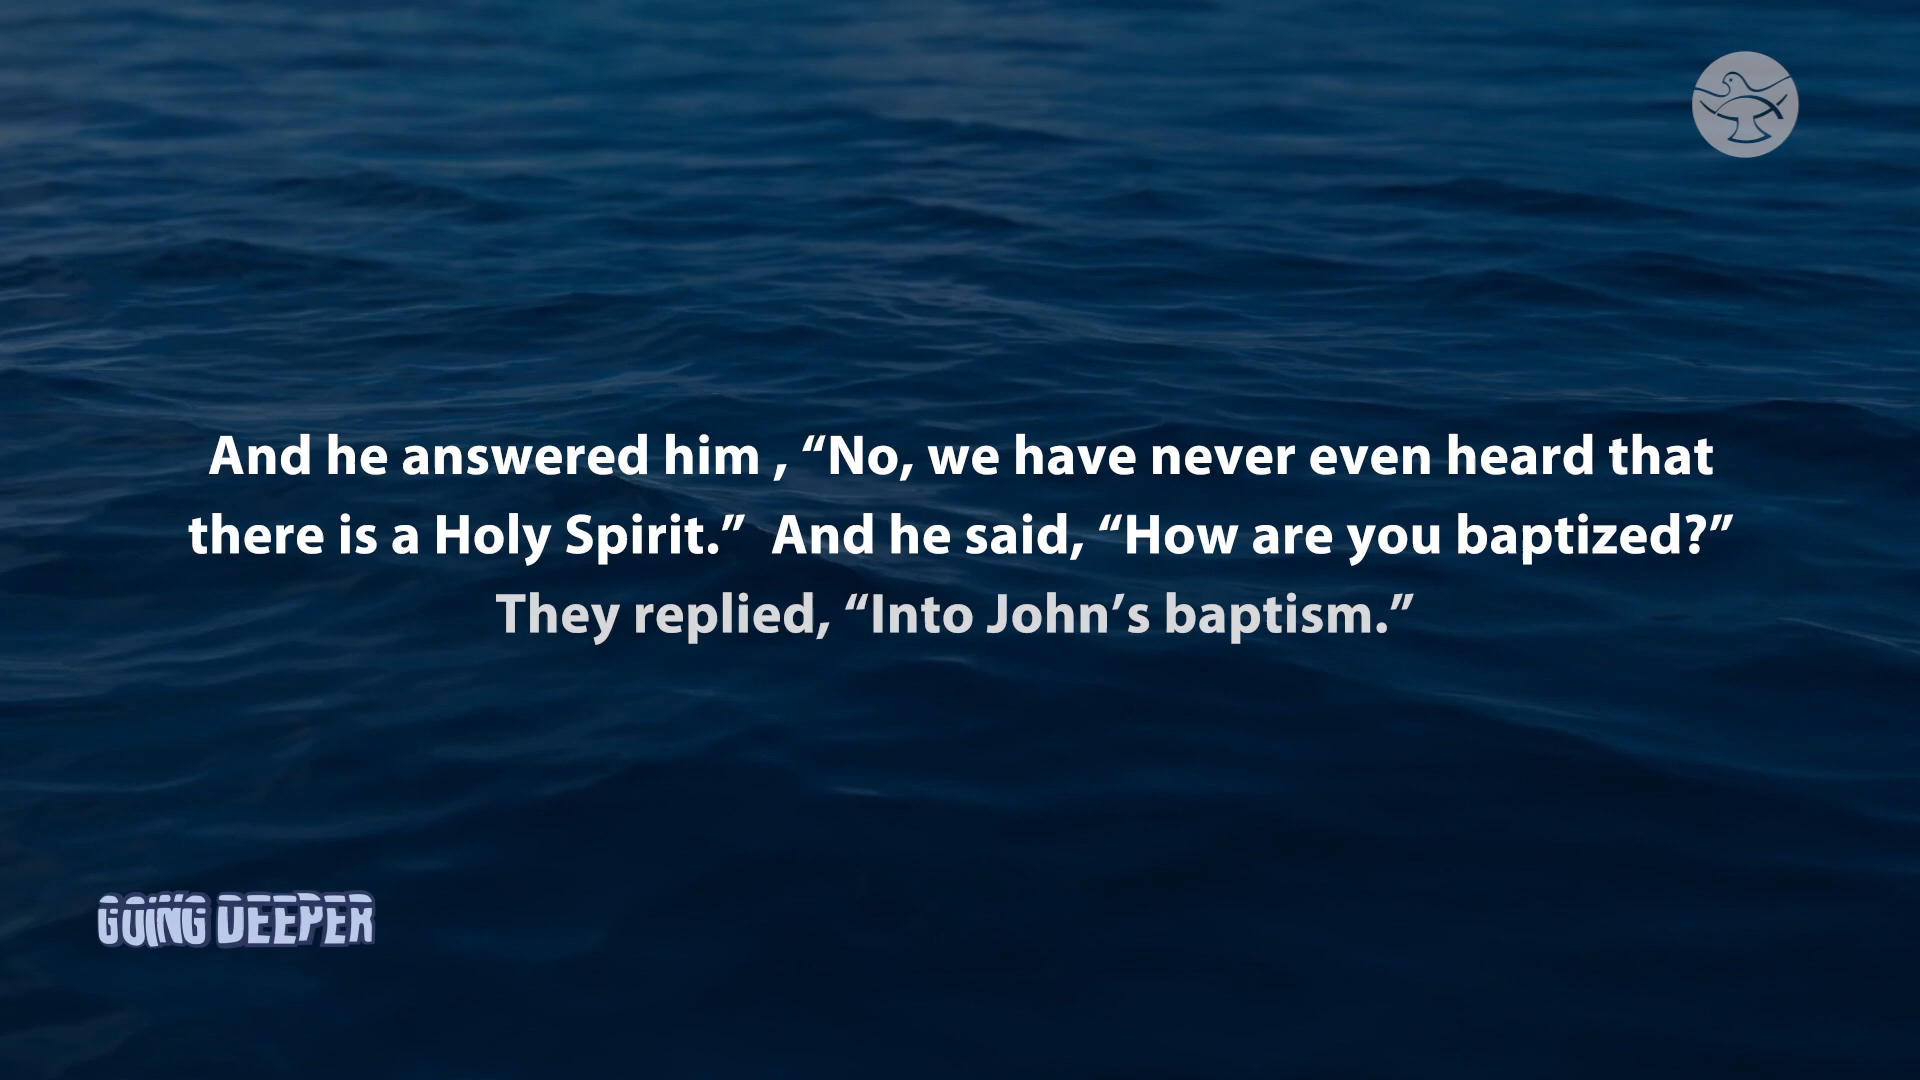 And he answered him , “No, we have never even heard that
there is a Holy Spirit.”  And he said, “How are you baptized?”
They replied, “Into John’s baptism.”
GOING DEEPER